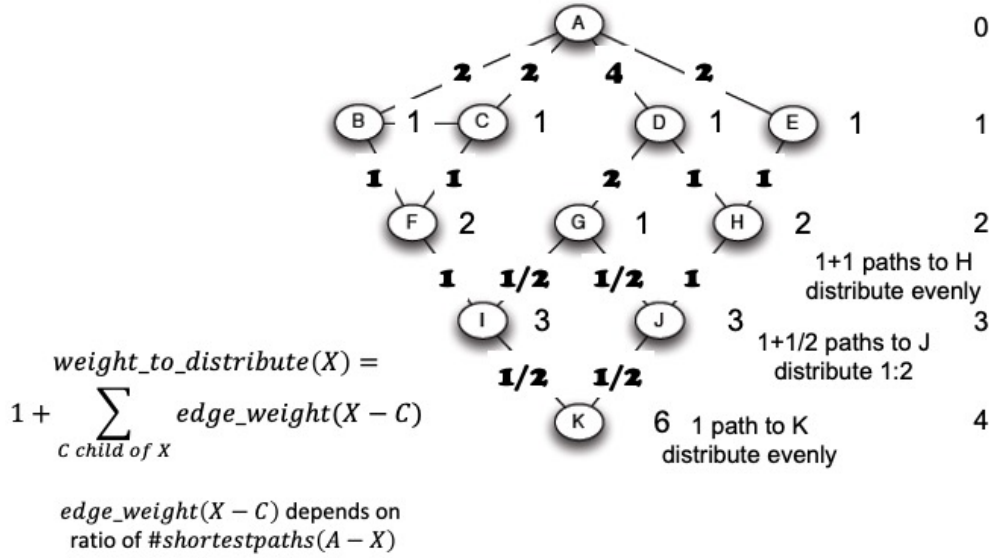 A 0
2 2 4 2
B 1 C 1 D 1 E 1 1
1 1 2 1 1
F 2 G 1 H 2 2
1+1 paths to H
distribute evenly
1 1/2 1/2 1
I 3 J 3 3
1+1/2 paths to J
distribute 1:2
1/2 1/2
K 6 1 path to K 4
distribute evenly
weight_to_distribute(X) =
1 + ∑ edge_weight(X − C)
C child of X
edge_weight(X − C) depends on
ratio of #shortestpaths(A − X)